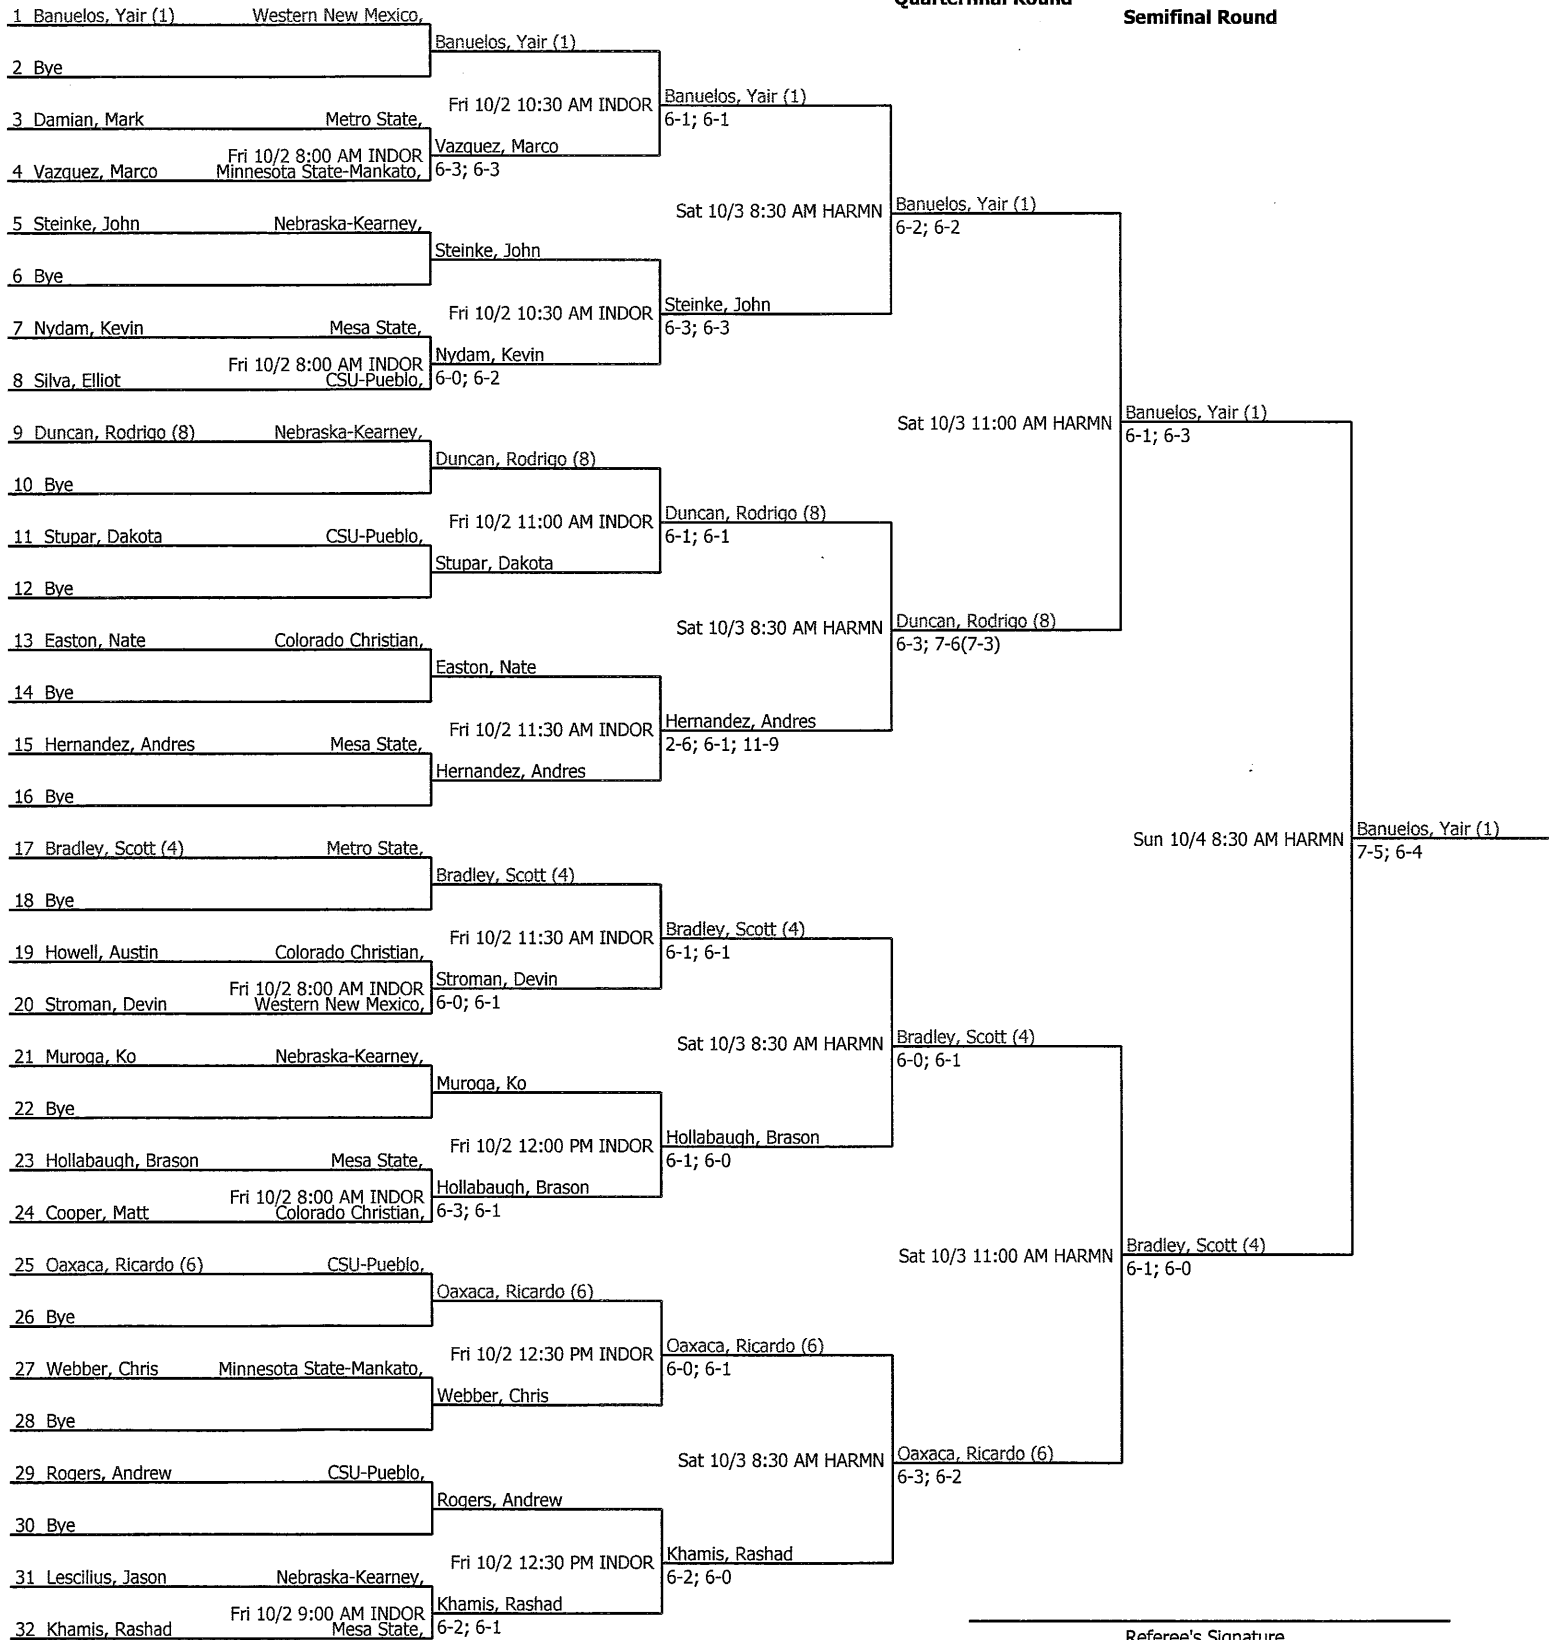 Quarterfinal Round
Semifinal Round
1 Banuelos, Yair (1) Western New Mexico,
Banuelos, Yair (1)
2 Bye
Fri 10/2 10:30 AM INDOR
Banuelos, Yair (1)
6-1; 6-1
3 Damian, Mark Metro State,
Fri 10/2 8:00 AM INDOR
Vazquez, Marco
6-3; 6-3
4 Vazquez, Marco Minnesota State-Mankato,
Sat 10/3 8:30 AM HARMN
Banuelos, Yair (1)
6-2; 6-2
5 Steinke, John Nebraska-Kearney,
Steinke, John
6 Bye
Fri 10/2 10:30 AM INDOR
Steinke, John
6-3; 6-3
7 Nydam, Kevin Mesa State,
Fri 10/2 8:00 AM INDOR
Nydam, Kevin
6-0; 6-2
8 Silva, Elliot CSU-Pueblo,
Sat 10/3 11:00 AM HARMN
Banuelos, Yair (1)
6-1; 6-3
9 Duncan, Rodrigo (8) Nebraska-Kearney,
Duncan, Rodrigo (8)
10 Bye
Fri 10/2 11:00 AM INDOR
Duncan, Rodrigo (8)
6-1; 6-1
11 Stupar, Dakota CSU-Pueblo,
Stupar, Dakota
12 Bye
Sat 10/3 8:30 AM HARMN
Duncan, Rodrigo (8)
6-3; 7-6(7-3)
13 Easton, Nate Colorado Christian,
Easton, Nate
14 Bye
Fri 10/2 11:30 AM INDOR
Hernandez, Andres
2-6; 6-1; 11-9
15 Hernandez, Andres Mesa State,
Hernandez, Andres
16 Bye
Sun 10/4 8:30 AM HARMN
Banuelos, Yair (1)
7-5; 6-4
17 Bradley, Scott (4) Metro State,
Bradley, Scott (4)
18 Bye
Fri 10/2 11:30 AM INDOR
Bradley, Scott (4)
6-1; 6-1
19 Howell, Austin Colorado Christian,
Fri 10/2 8:00 AM INDOR
Stroman, Devin
6-0; 6-1
20 Stroman, Devin Western New Mexico,
Sat 10/3 8:30 AM HARMN
Bradley, Scott (4)
6-0; 6-1
21 Muroga, Ko Nebraska-Kearney,
Muroga, Ko
22 Bye
Fri 10/2 12:00 PM INDOR
Hollabaugh, Brason
6-1; 6-0
23 Hollabaugh, Brason Mesa State,
Fri 10/2 8:00 AM INDOR
Hollabaugh, Brason
6-3; 6-1
24 Cooper, Matt Colorado Christian,
Sat 10/3 11:00 AM HARMN
Bradley, Scott (4)
6-1; 6-0
25 Oaxaca, Ricardo (6) CSU-Pueblo,
Oaxaca, Ricardo (6)
26 Bye
Fri 10/2 12:30 PM INDOR
Oaxaca, Ricardo (6)
6-0; 6-1
27 Webber, Chris Minnesota State-Mankato,
Webber, Chris
28 Bye
Sat 10/3 8:30 AM HARMN
Oaxaca, Ricardo (6)
6-3; 6-2
29 Rogers, Andrew CSU-Pueblo,
Rogers, Andrew
30 Bye
Fri 10/2 12:30 PM INDOR
Khamis, Rashad
6-2; 6-0
31 Lescilius, Jason Nebraska-Kearney,
Fri 10/2 9:00 AM INDOR
Khamis, Rashad
6-2; 6-1
32 Khamis, Rashad Mesa State,
Referee's Signature